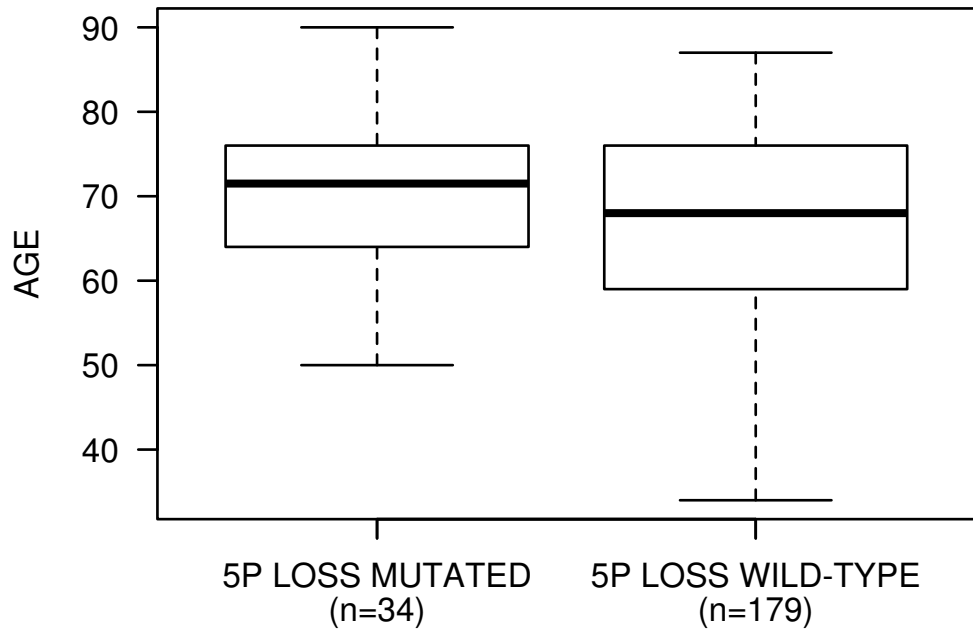 AGE
90
80
70
60
50
40
5P LOSS MUTATED
(n=34)
5P LOSS WILD-TYPE
(n=179)